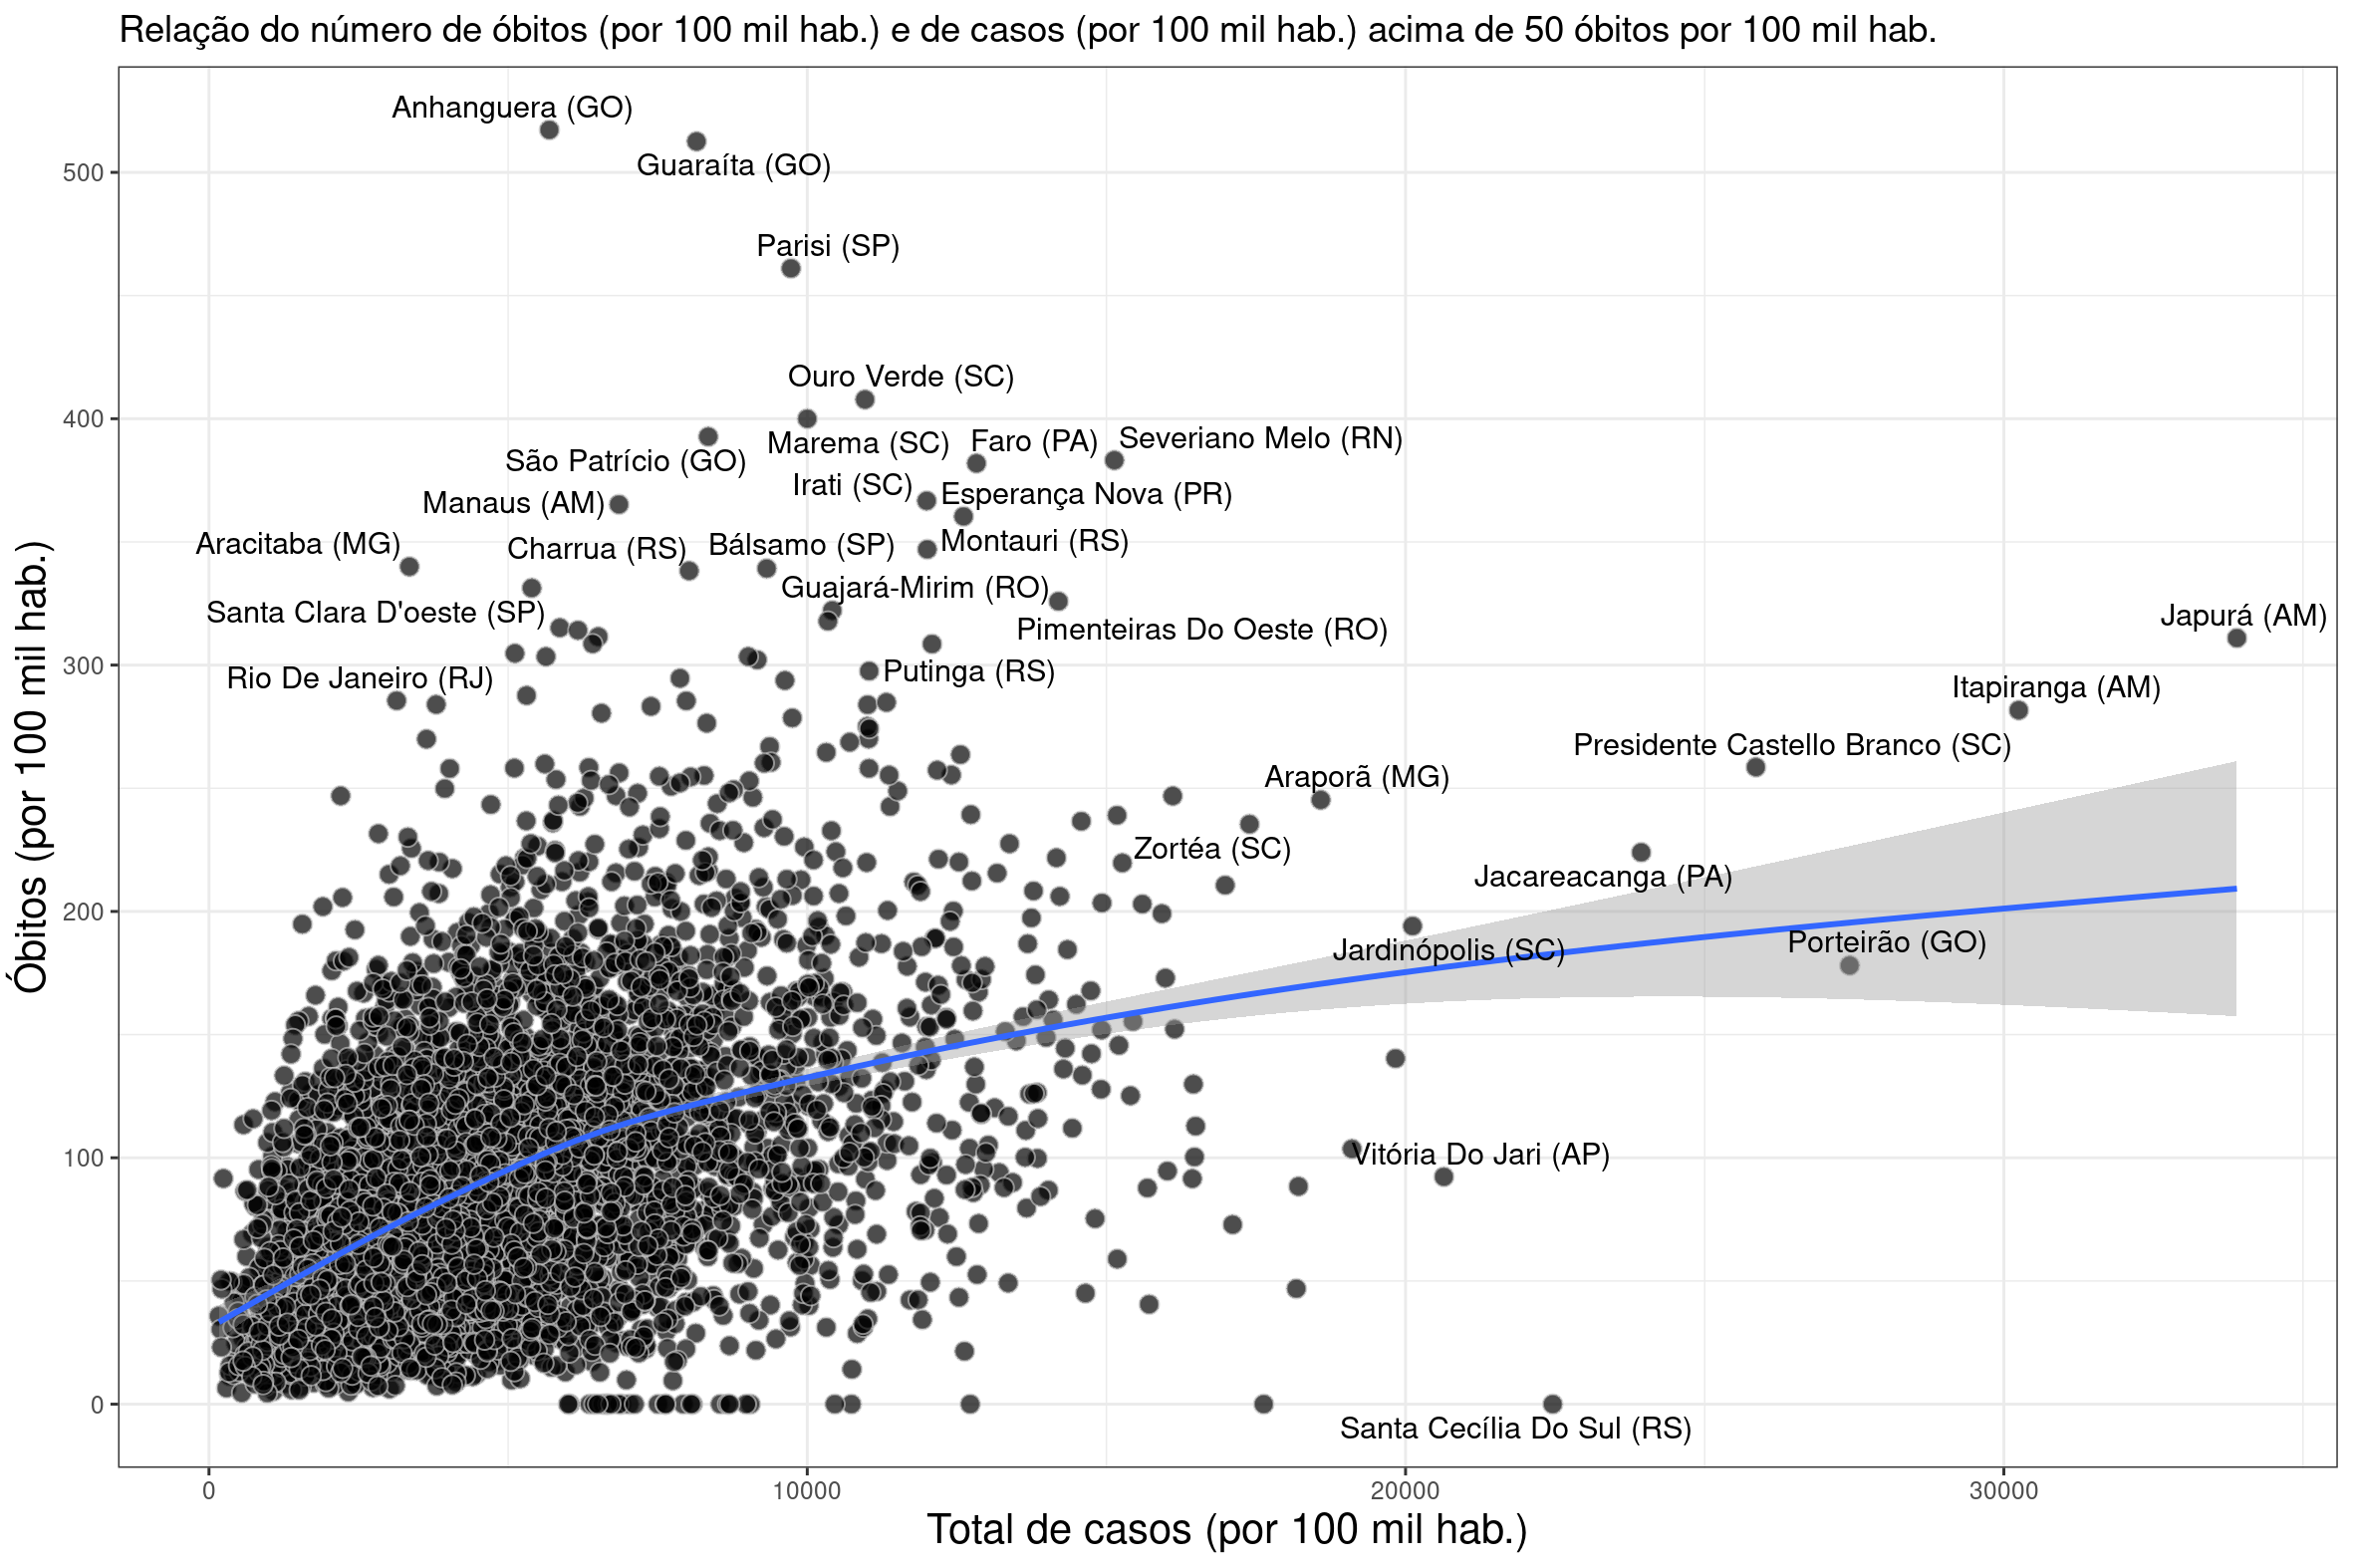 Relação do número de óbitos (por 100 mil hab.) e de casos (por 100 mil hab.) acima de 50 óbitos por 100 mil hab.
Anhanguera (GO)
Guaraíta (GO)
500
Parisi (SP)
Ouro Verde (SC)
400
Marema (SC)
Faro (PA)
Severiano Melo (RN)
São Patrício (GO)
Irati (SC)
Esperança Nova (PR)
Manaus (AM)
Aracitaba (MG)
Charrua (RS)
Bálsamo (SP)
Montauri (RS)
Guajará-Mirim (RO)
Santa Clara D'oeste (SP)
Pimenteiras Do Oeste (RO)
Japurá (AM)
300
Rio De Janeiro (RJ)
Putinga (RS)
Itapiranga (AM)
Presidente Castello Branco (SC)
Araporã (MG)
Zortéa (SC)
Jacareacanga (PA)
200
Jardinópolis (SC)
Porteirão (GO)
Vitória Do Jari (AP)
100
0
Santa Cecília Do Sul (RS)
Óbitos (por 100 mil hab.)
0
10000
20000
30000
Total de casos (por 100 mil hab.)